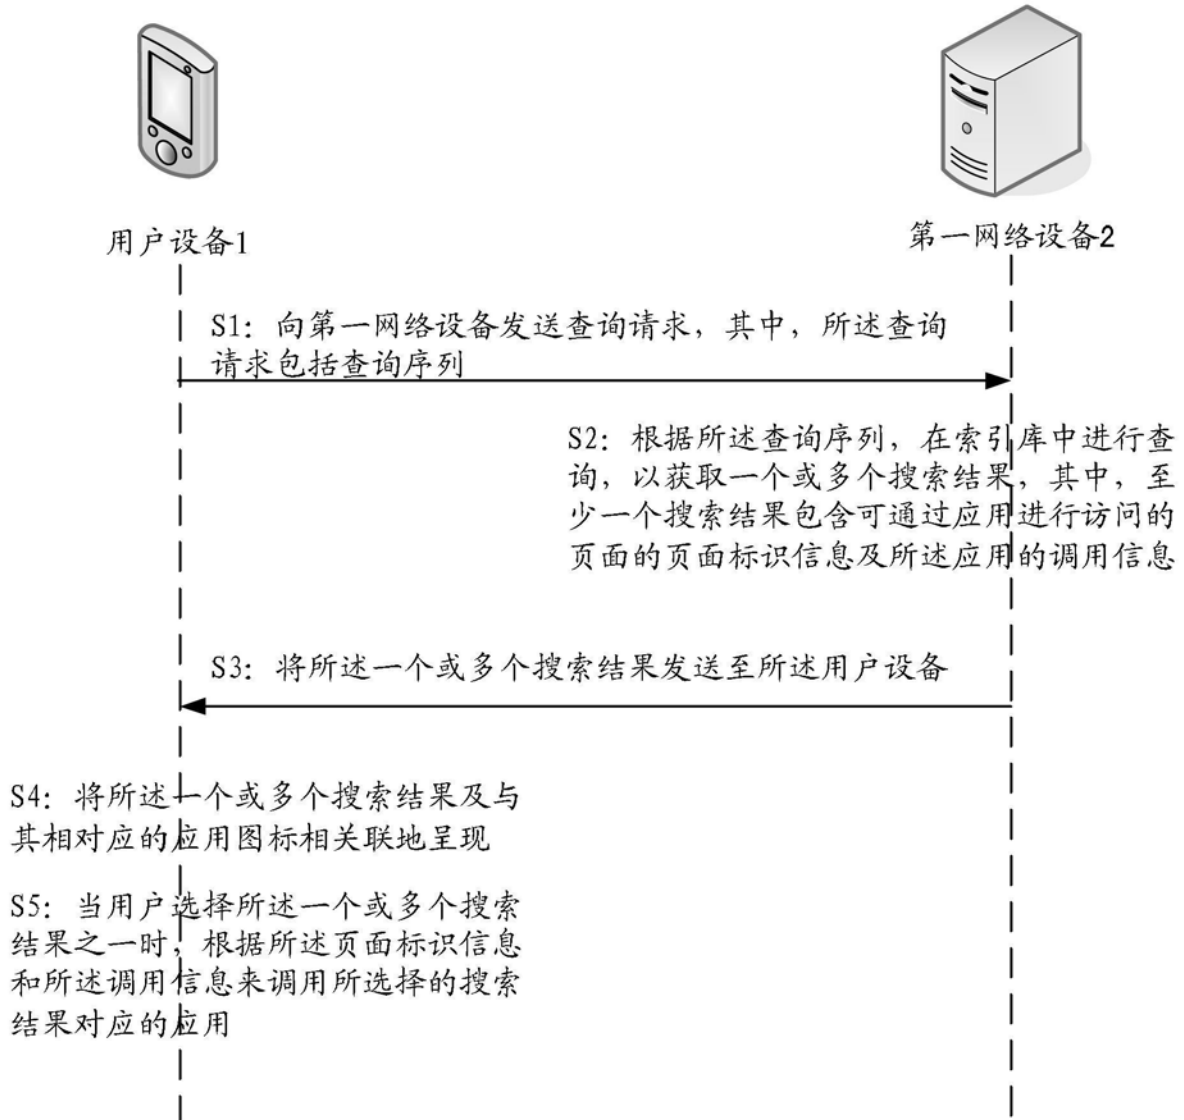 用户设备1
第一网络设备2
S1：向第一网络设备发送查询请求，其中，所述查询
请求包括查询序列
S2：根据所述查询序列，在索引库中进行查
询，以获取一个或多个搜索结果，其中，至
少一个搜索结果包含可通过应用进行访问的
页面的页面标识信息及所述应用的调用信息
S3：将所述一个或多个搜索结果发送至所述用户设备
S4：将所述一个或多个搜索结果及与
其相对应的应用图标相关联地呈现
S5：当用户选择所述一个或多个搜索
结果之一时，根据所述页面标识信息
和所述调用信息来调用所选择的搜索
结果对应的应用